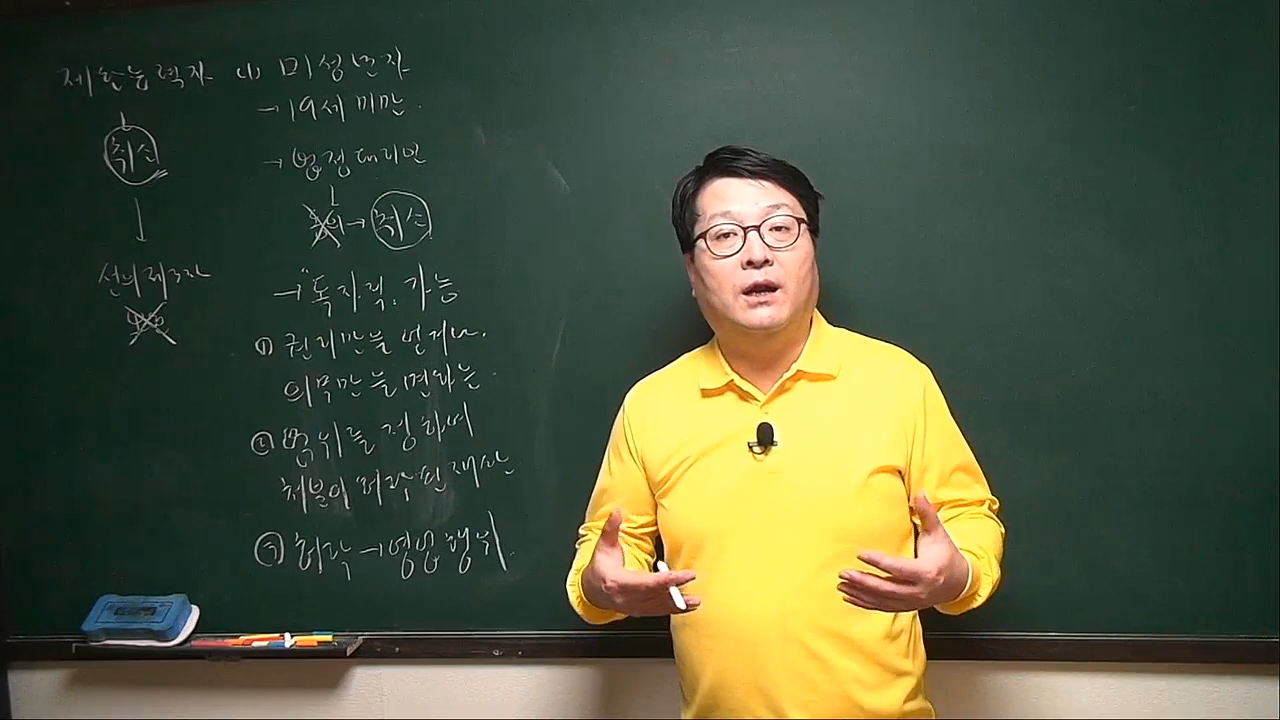 제한능력자 (1) 미성년자
→ 19세 미만.
취소
→ 법정대리인
동의 → 취소
선의 제3자
→ "독자적" 가능
① 권리만을 얻거나.
의무만을 면하는.
② 범위를 정하여
처분이 허락된 재산
③ 허락 → 영업행위.